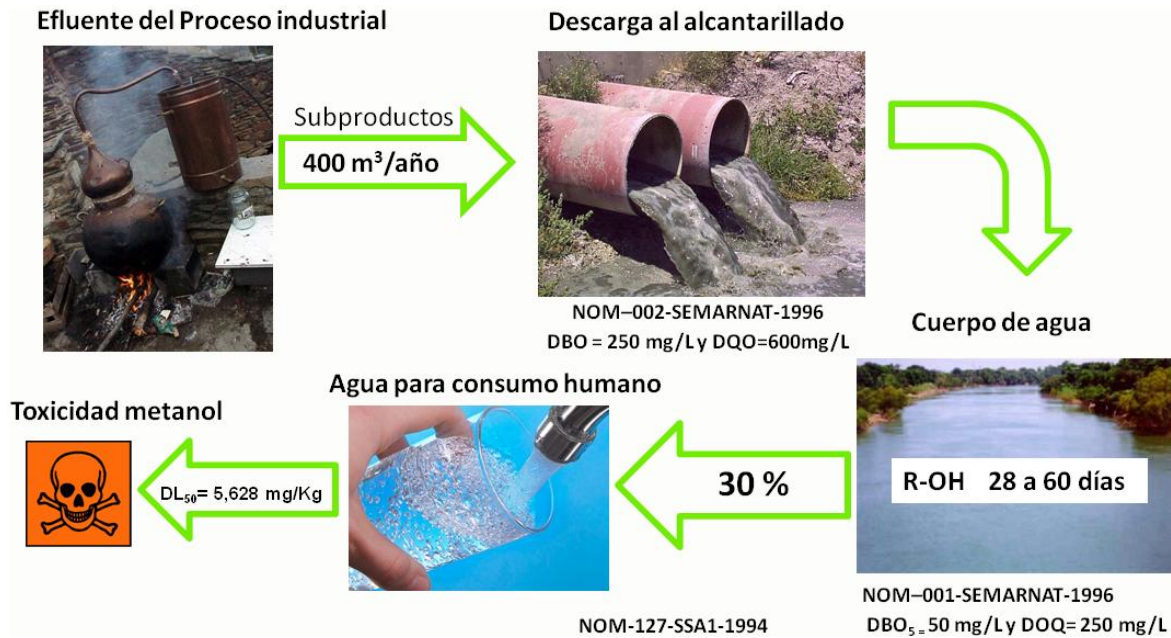 Efluente del Proceso industrial
Descarga al alcantarillado
Subproductos
400 m³/año
NOM–002-SEMARNAT-1996
DBO = 250 mg/L y DQO=600mg/L
Cuerpo de agua
R-OH 28 a 60 días
NOM–001-SEMARNAT-1996
DBO₅ = 50 mg/L y DOQ= 250 mg/L
30 %
Agua para consumo humano
NOM-127-SSA1-1994
DL₅₀= 5,628 mg/Kg
Toxicidad metanol